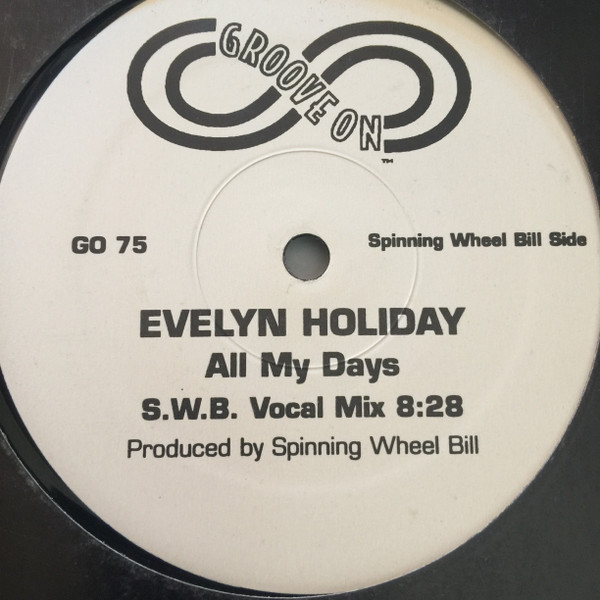 GROOVE ON
TM
GO 75
Spinning Wheel Bill Side
EVELYN HOLIDAY
All My Days
S.W.B. Vocal Mix 8:28
Produced by Spinning Wheel Bill